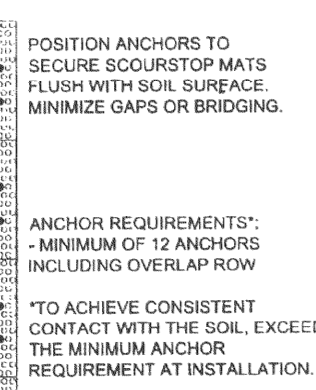 POSITION ANCHORS TO
SECURE SCOURSTOP MATS
FLUSH WITH SOIL SURFACE.
MINIMIZE GAPS OR BRIDGING.
ANCHOR REQUIREMENTS*:
- MINIMUM OF 12 ANCHORS
INCLUDING OVERLAP ROW
*TO ACHIEVE CONSISTENT
CONTACT WITH THE SOIL, EXCEED
THE MINIMUM ANCHOR
REQUIREMENT AT INSTALLATION.